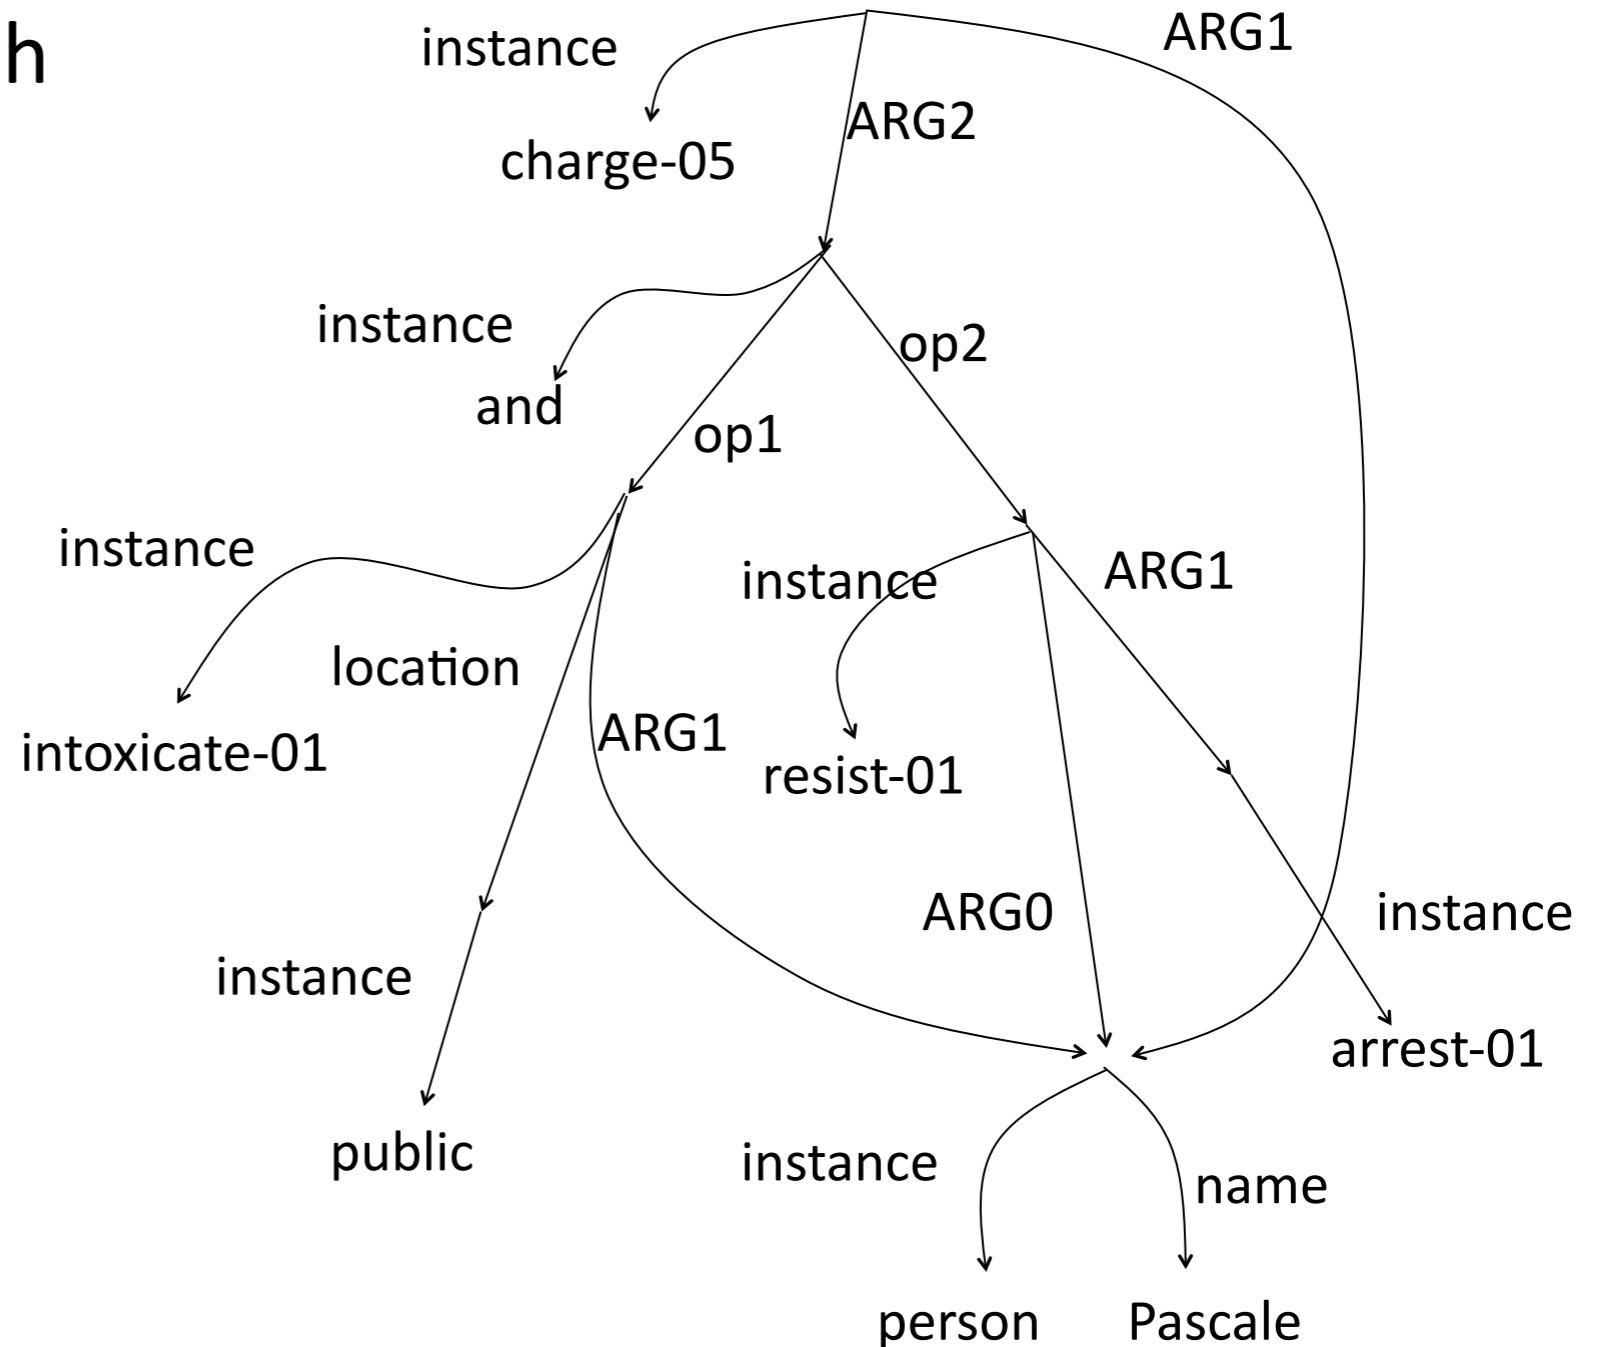 h
instance
ARG1
ARG2
charge-05
instance
op2
and
op1
instance
instance
ARG1
location
ARG1
intoxicate-01
resist-01
ARG0
instance
instance
arrest-01
public
instance
name
person
Pascale